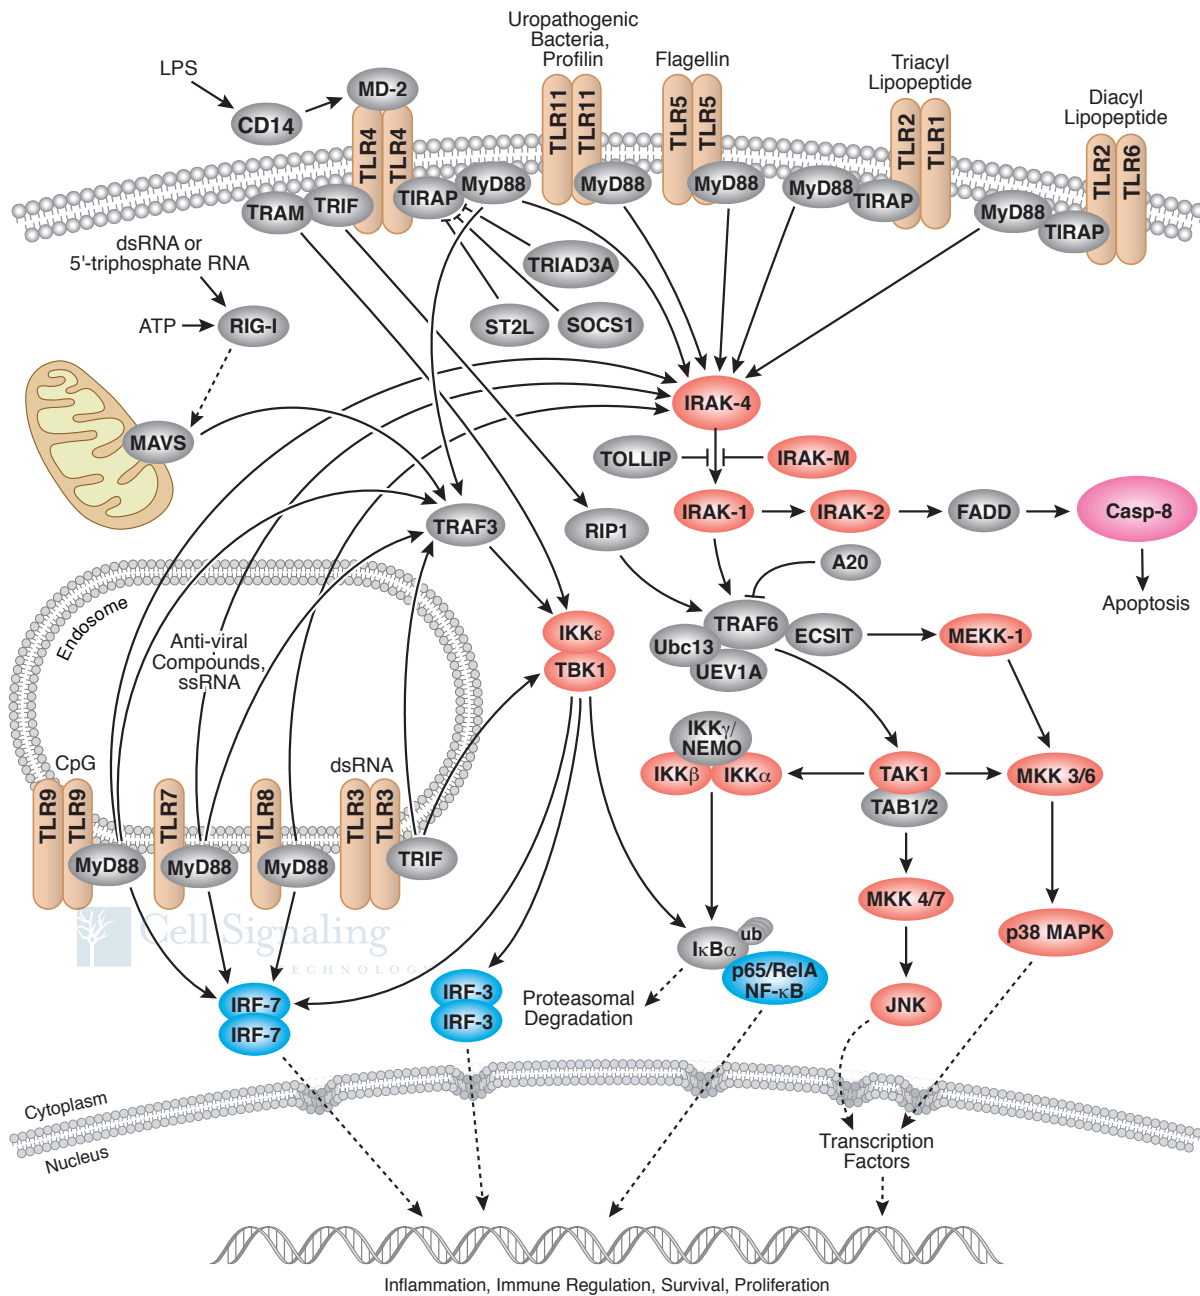 Uropathogenic
Bacteria,
Profilin
Flagellin
Triacyl
Lipopeptide
Diacyl
Lipopeptide
LPS
MD-2
CD14
TLR4
TLR4
TLR11
TLR11
TLR5
TLR5
TLR2
TLR1
TLR2
TLR6
TRAM
TRIF
TIRAP
MyD88
MyD88
MyD88
MyD88
TIRAP
MyD88
TIRAP
dsRNA or
5'-triphosphate RNA
ATP
RIG-I
TRIAD3A
ST2L
SOCS1
MAVS
IRAK-4
TOLLIP
IRAK-M
TRAF3
RIP1
IRAK-1
IRAK-2
FADD
Casp-8
A20
Apoptosis
Endosome
Anti-viral
Compounds,
ssRNA
IKKε
TBK1
TRAF6
Ubc13
UEV1A
ECSIT
MEKK-1
IKKγ/
NEMO
IKKβ
IKKα
TAK1
TAB1/2
MKK 3/6
CpG
dsRNA
TLR9
TLR9
TLR7
TLR8
TLR3
TLR3
MyD88
MyD88
MyD88
TRIF
MKK 4/7
p38 MAPK
Cell Signaling
TECHNOLOGY
IκBα
ub
p65/RelA
NF-κB
IRF-7
IRF-7
IRF-3
IRF-3
Proteasomal
Degradation
JNK
Cytoplasm
Nucleus
Transcription
Factors
Inflammation, Immune Regulation, Survival, Proliferation